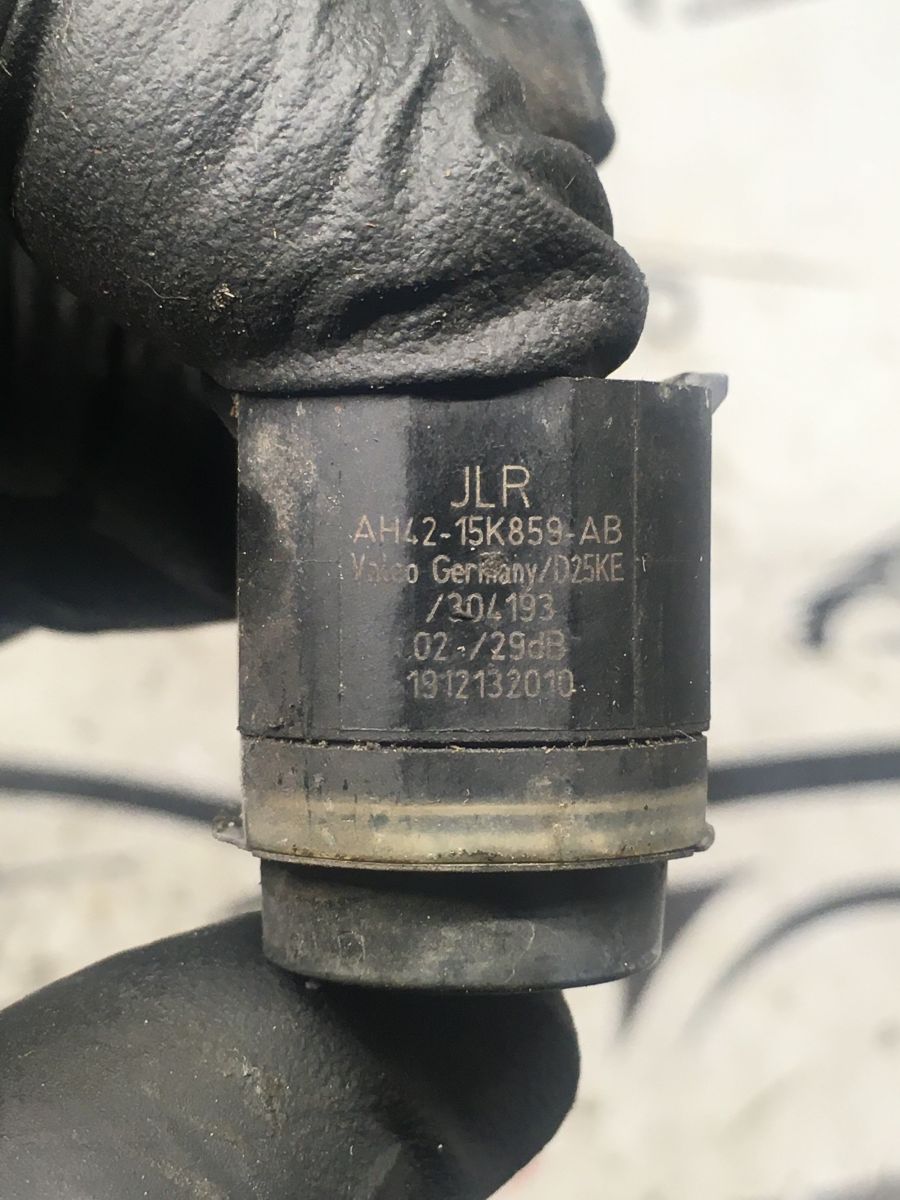 JLR
AH42-15K859-AB
Valeo Germany/D25KE
/304193
02-/29dB
1912132010